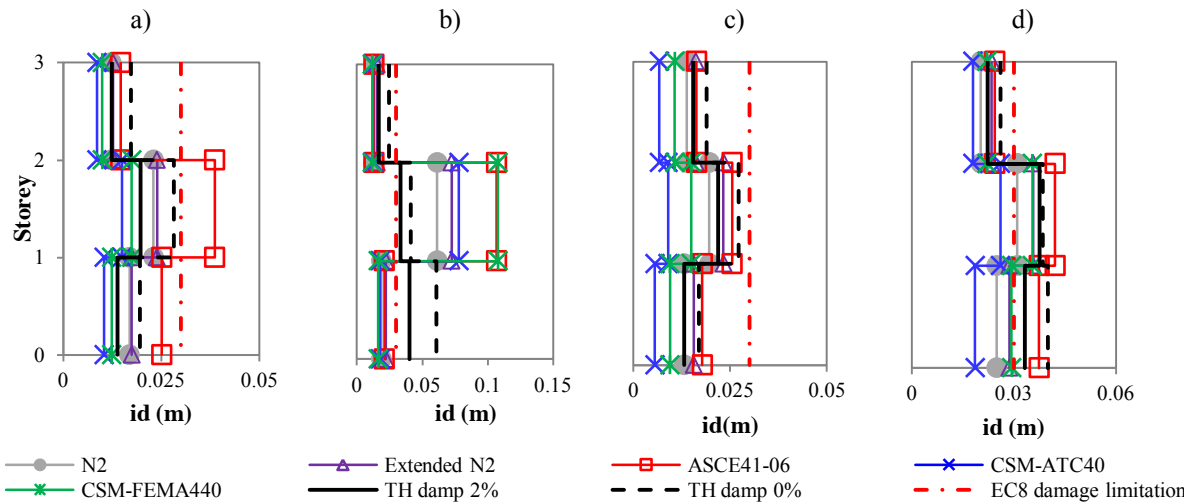 a) b) c) d)
Storey
3
2
1
0
0 0.025 0.05
id (m)
0 0.05 0.1 0.15
id (m)
0 0.025 0.05
id(m)
0 0.03 0.06
id (m)
N2 Extended N2 ASCE41-06 CSM-ATC40
CSM-FEMA440 TH damp 2% TH damp 0% EC8 damage limitation